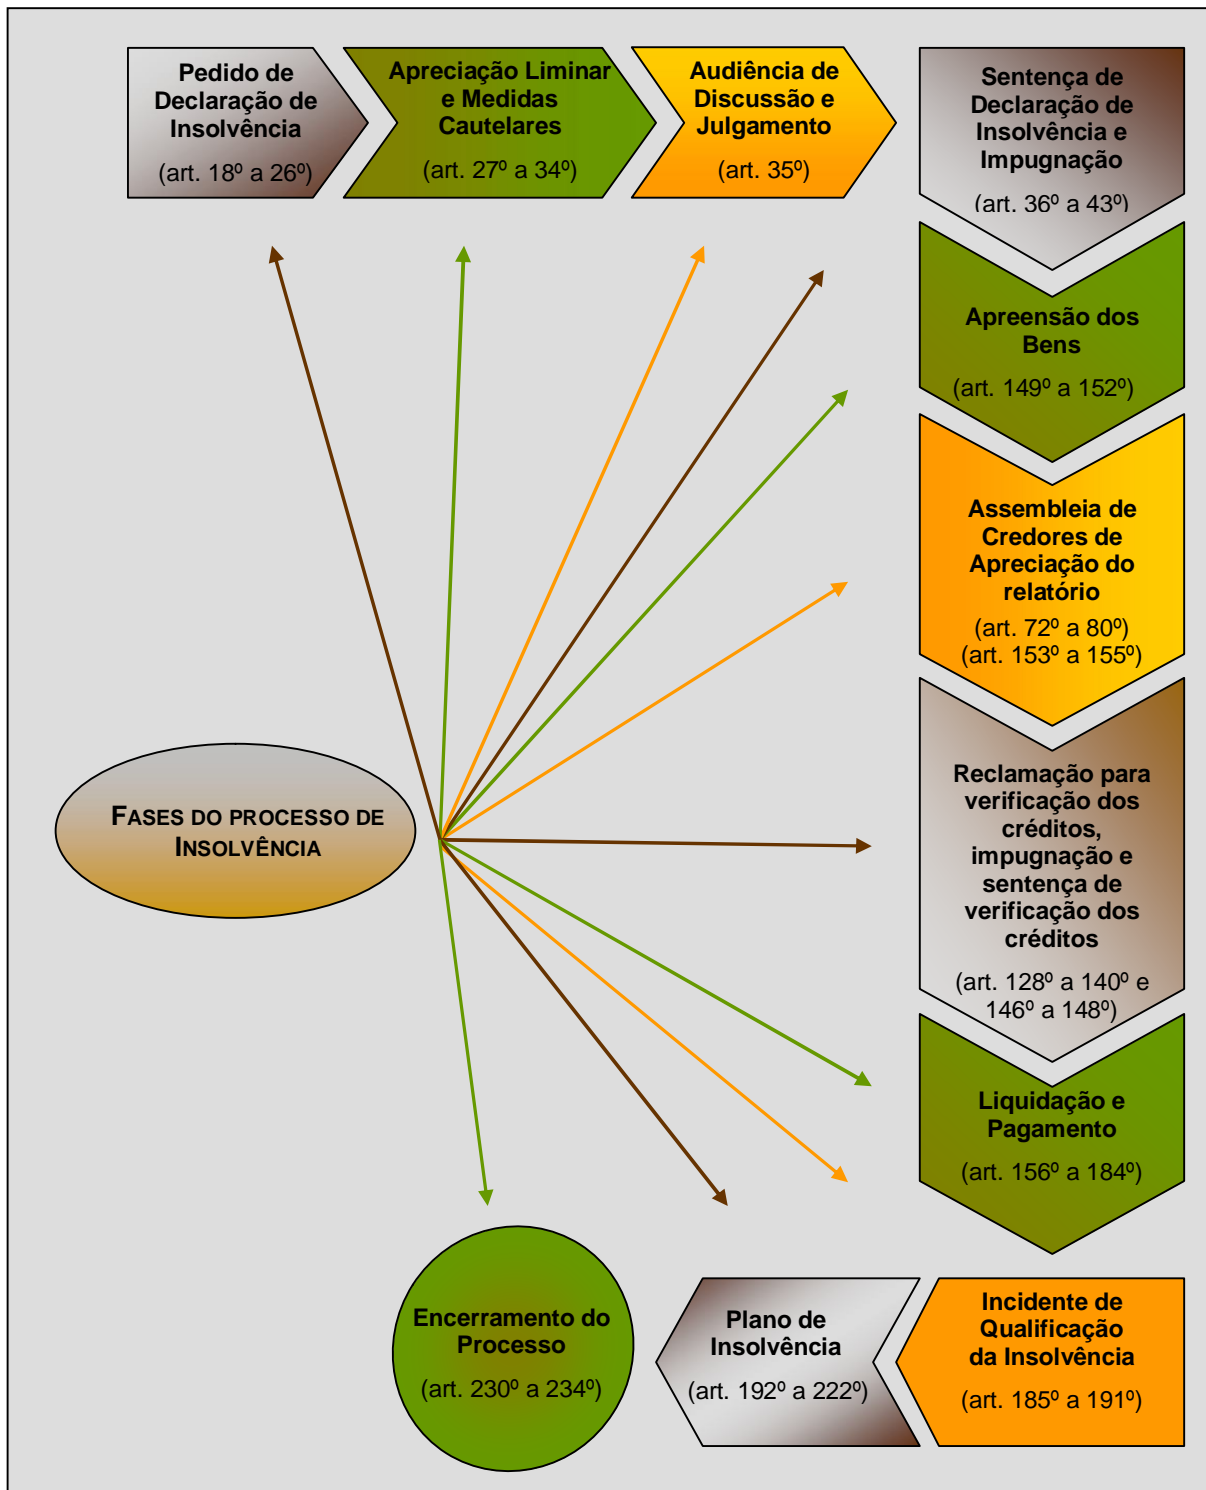 Pedido de
Declaração de
Insolvência
(art. 18º a 26º)
Apreciação Liminar
e Medidas
Cautelares
(art. 27º a 34º)
Audiência de
Discussão e
Julgamento
(art. 35º)
Sentença de
Declaração de
Insolvência e
Impugnação
(art. 36º a 43º)
Apreensão dos
Bens
(art. 149º a 152º)
Assembleia de
Credores de
Apreciação do
relatório
(art. 72º a 80º)
(art. 153º a 155º)
Reclamação para
verificação dos
créditos,
impugnação e
sentença de
verificação dos
créditos
(art. 128º a 140º e
146º a 148º)
Liquidação e
Pagamento
(art. 156º a 184º)
Incidente de
Qualificação
da Insolvência
(art. 185º a 191º)
Plano de
Insolvência
(art. 192º a 222º)
Encerramento do
Processo
(art. 230º a 234º)
FASES DO PROCESSO DE
INSOLVÊNCIA